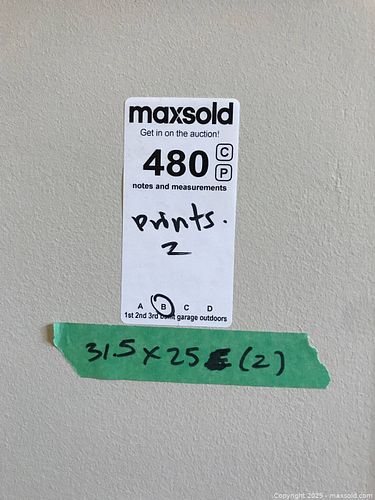 maxsold
Get in on the auction!
480 C
P
notes and measurements
prints.
2
A B C D
1st 2nd 3rd bsmt garage outdoors
31.5 x 25 (2)
Copyright 2025 - maxsold.com